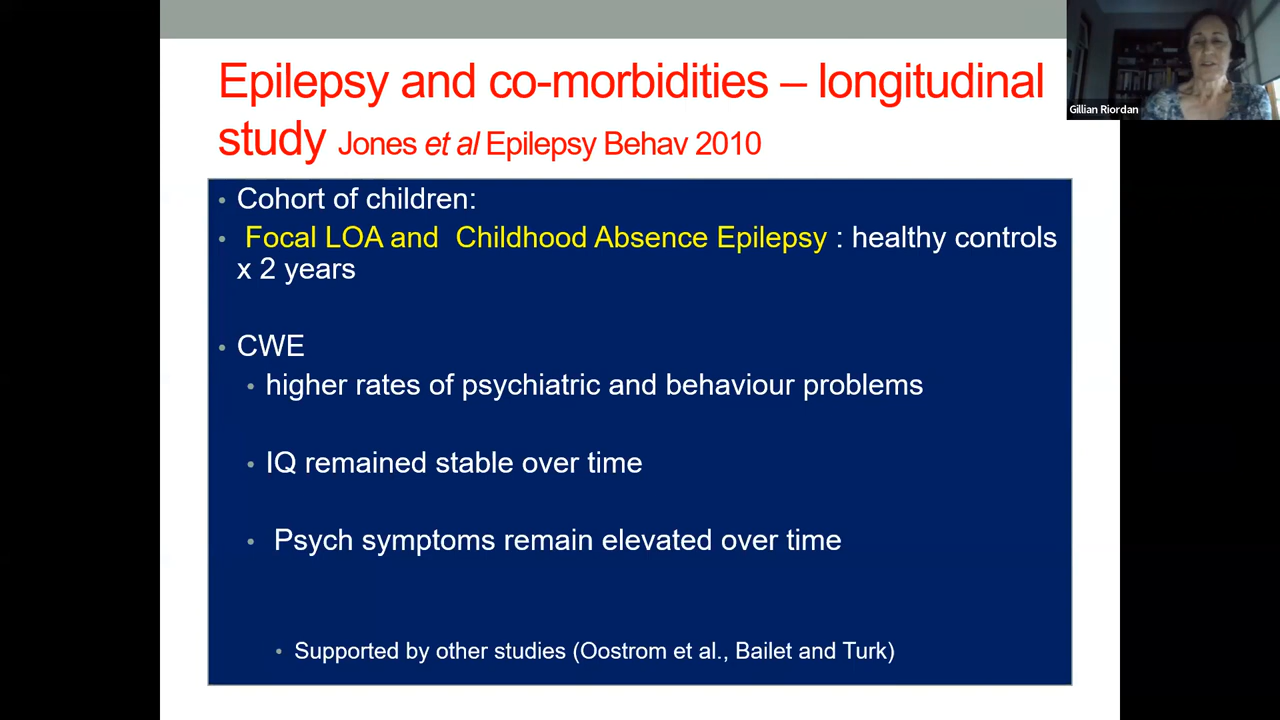 Epilepsy and co-morbidities – longitudinal
study Jones et al Epilepsy Behav 2010
Gillian Riordan
• Cohort of children:
• Focal LOA and Childhood Absence Epilepsy : healthy controls
x 2 years
• CWE
• higher rates of psychiatric and behaviour problems
• IQ remained stable over time
• Psych symptoms remain elevated over time
• Supported by other studies (Oostrom et al., Bailet and Turk)